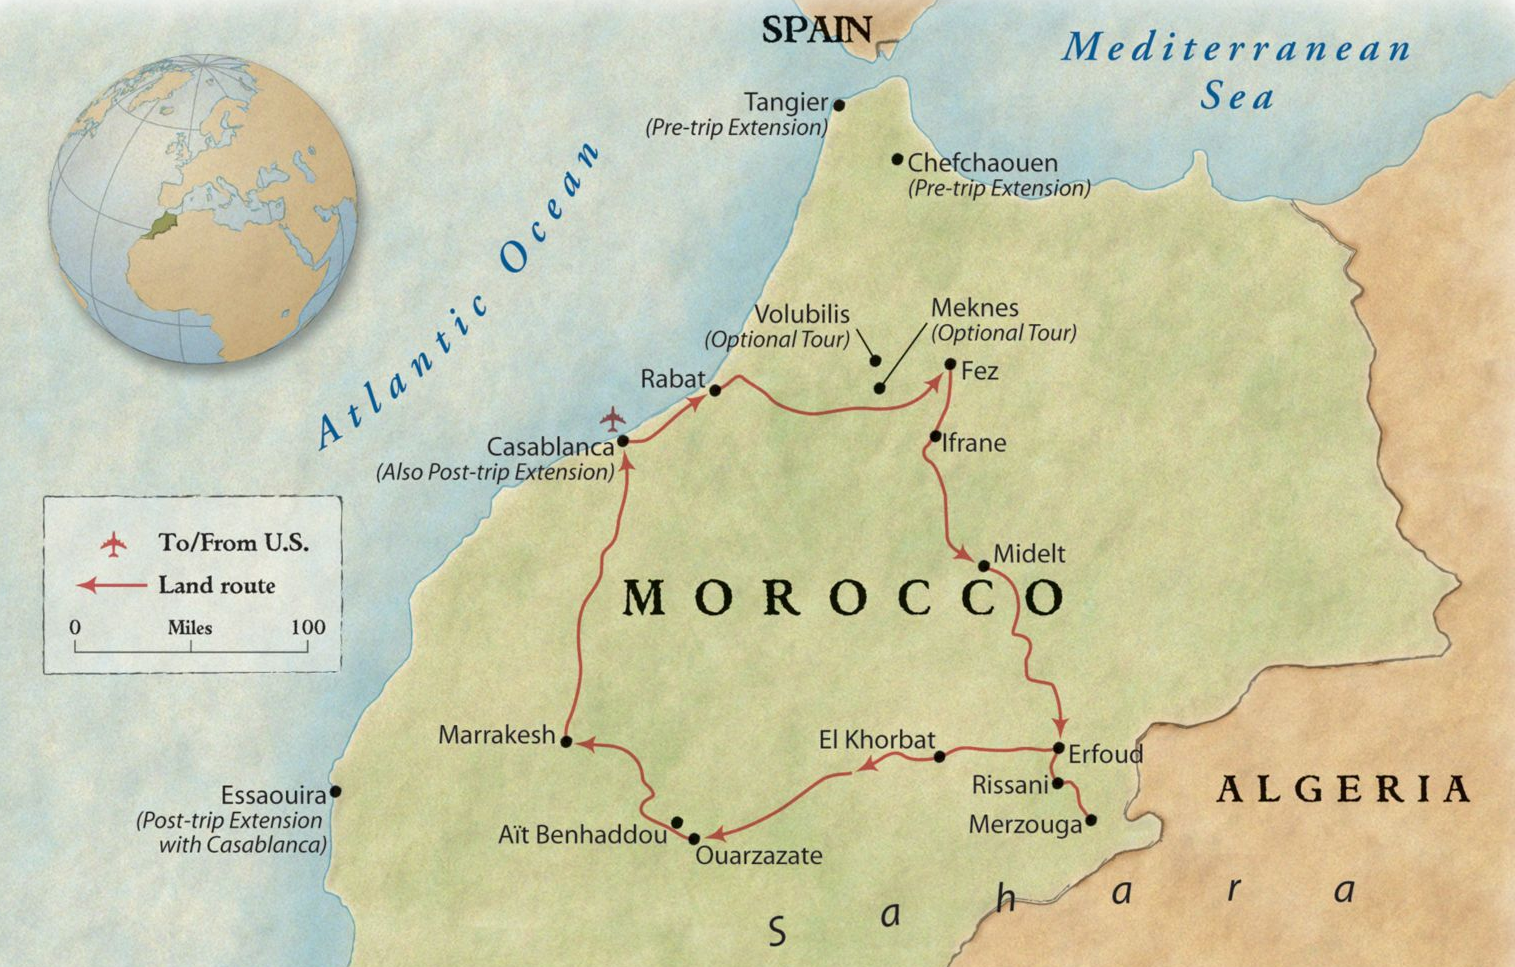 SPAIN
Mediterranean
Sea
Tangier
(Pre-trip Extension)
Chefchaouen
(Pre-trip Extension)
Atlantic Ocean
Volubilis
(Optional Tour)
Meknes
(Optional Tour)
Rabat
Fez
Casablanca
(Also Post-trip Extension)
Ifrane
To/From U.S.
Land route
0 Miles 100
Midelt
MOROCCO
Marrakesh
El Khorbat
Erfoud
Rissani
Merzouga
ALGERIA
Essaouira
(Post-trip Extension
with Casablanca)
Aït Benhaddou
Ouarzazate
Sahara